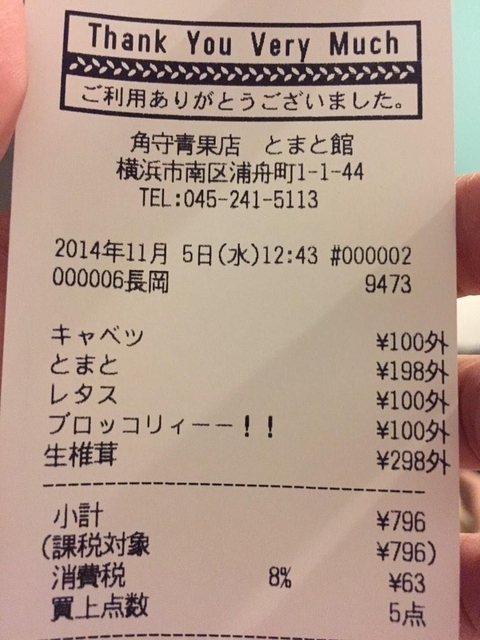 Thank You Very Much
ご利用ありがとうございました。
角守青果店 とまと館
横浜市南区浦舟町1-1-44
TEL:045-241-5113
2014年11月 5日(水)12:43 #000002
000006長岡 9473
キャベツ ¥100外
とまと ¥198外
レタス ¥100外
ブロッコリィーー!! ¥100外
生椎茸 ¥298外
小計 ¥796
(課税対象 ¥796)
消費税 8% ¥63
買上点数 5点